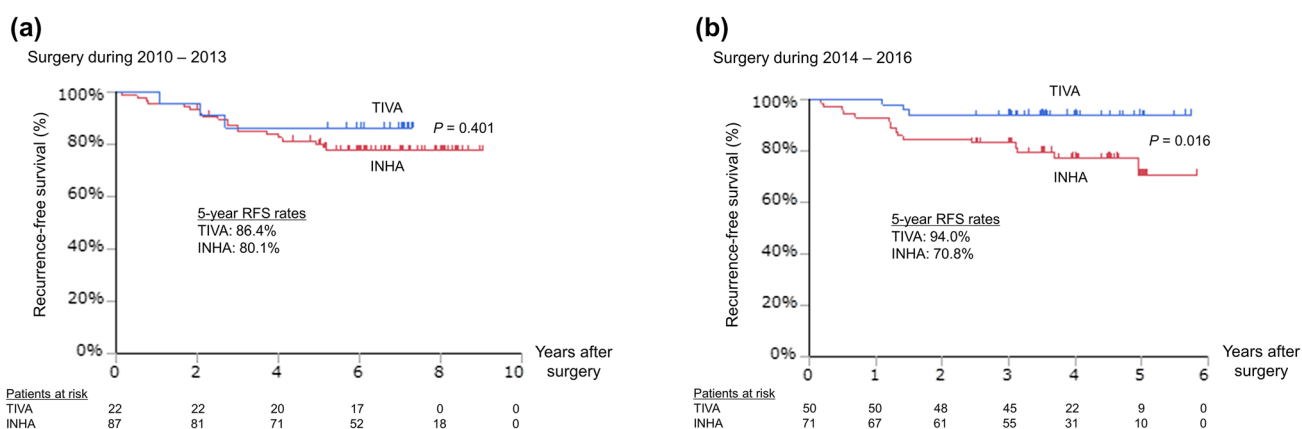 (a)
Surgery during 2010 – 2013
Recurrence-free survival (%)
100%
80%
60%
40%
20%
0%
TIVA
P = 0.401
INHA
5-year RFS rates
TIVA: 86.4%
INHA: 80.1%
0 2 4 6 8 10
Years after
surgery
Patients at risk
TIVA 22 22 20 17 0 0
INHA 87 81 71 52 18 0
(b)
Surgery during 2014 – 2016
Recurrence-free survival (%)
100%
80%
60%
40%
20%
0%
TIVA
P = 0.016
INHA
5-year RFS rates
TIVA: 94.0%
INHA: 70.8%
0 1 2 3 4 5 6
Years after
surgery
Patients at risk
TIVA 50 50 48 45 22 9 0
INHA 71 67 61 55 31 10 0